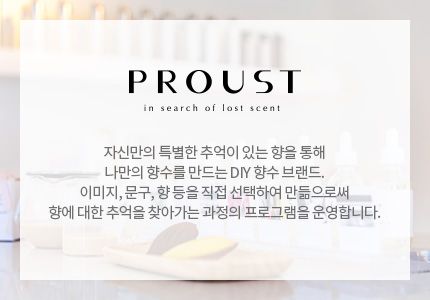 PROUST
in search of lost scent
자신만의 특별한 추억이 있는 향을 통해
나만의 향수를 만드는 DIY 향수 브랜드.
이미지, 문구, 향 등을 직접 선택하여 만들으로써
향에 대한 추억을 찾아가는 과정의 프로그램을 운영합니다.